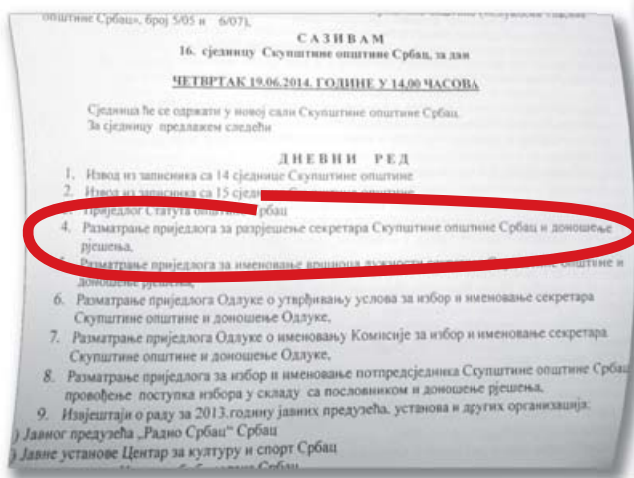 општине Србац», број 5/05 и 6/07),
САЗИВАМ
16. сједницу Скупштине општине Србац, за дан
ЧЕТВРТАК 19.06.2014. ГОДИНЕ У 14,00 ЧАСОВА
Сједница ће се одржати у новој сали Скупштине општине Србац.
За сједницу предлажем следећи
ДНЕВНИ РЕД
1. Извод из записника са 14 сједнице Скупштине општине
2. Извод из записника са 15 сједнице Скупштине општине
3. Приједлог Статута општине Србац
4. Разматрање приједлога за разрјешење секретара Скупштине општине Србац и доношење
рјешења,
5. Разматрање приједлога за именовање вршиоца дужности секретара Скупштине општине и
доношење рјешења,
6. Разматрање приједлога Одлуке о утврђивању услова за избор и именовање секретара
Скупштине општине и доношење Одлуке,
7. Разматрање приједлога Одлуке о именовању Комисије за избор и именовање секретара
Скупштине општине и доношење Одлуке,
8. Разматрање приједлога за избор и именовање потпредсједника Скупштине општине Србац
провођење поступка избора у складу са пословником и доношење рјешења,
9. Извјештаји о раду за 2013.годину јавних предузећа, установа и других организација:
) Јавног предузећа „Радио Србац“ Србац
) Јавне установе Центар за културу и спорт Србац